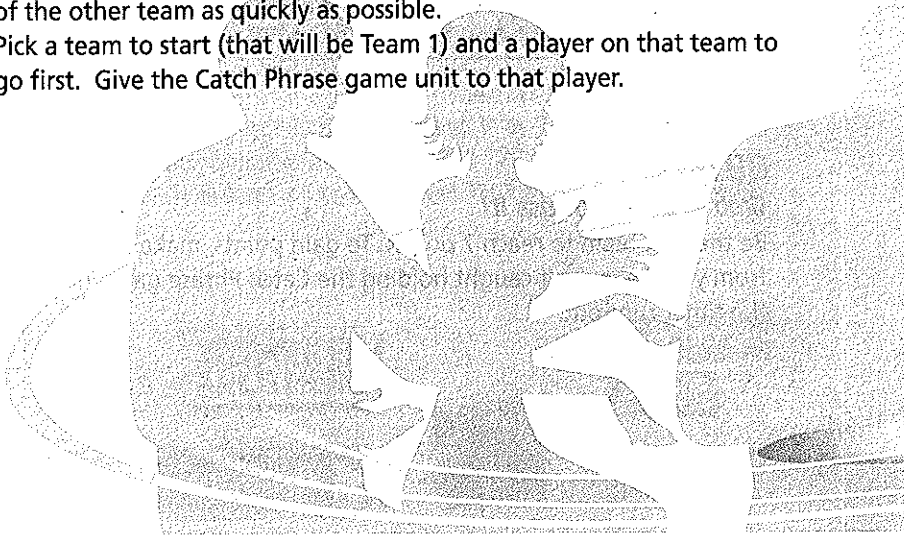 of the other team as quickly as possible.
Pick a team to start (that will be Team 1) and a player on that team to
go first. Give the Catch Phrase game unit to that player.